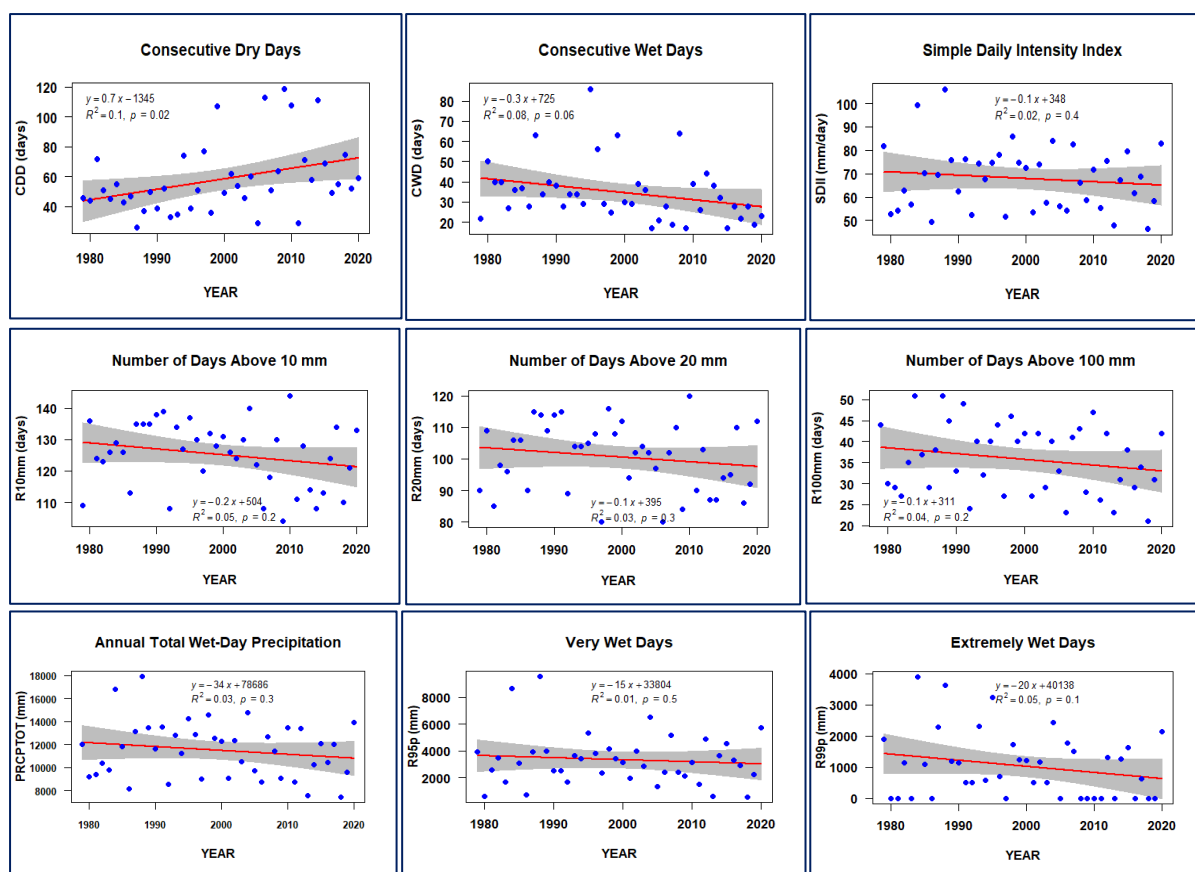 Consecutive Dry Days
y = 0.7 x − 1345
R² = 0.1, p = 0.02
CDD (days)
120
100
80
60
40
1980 1990 2000 2010 2020
YEAR
Consecutive Wet Days
y = −0.3 x + 725
R² = 0.08, p = 0.06
CWD (days)
80
70
60
50
40
30
20
1980 1990 2000 2010 2020
YEAR
Simple Daily Intensity Index
y = −0.1 x + 348
R² = 0.02, p = 0.4
SDII (mm/day)
100
90
80
70
60
50
1980 1990 2000 2010 2020
YEAR
Number of Days Above 10 mm
R10mm (days)
140
130
120
110
y = −0.2 x + 504
R² = 0.05, p = 0.2
1980 1990 2000 2010 2020
YEAR
Number of Days Above 20 mm
R20mm (days)
120
110
100
90
80
y = −0.1 x + 395
R² = 0.03, p = 0.3
1980 1990 2000 2010 2020
YEAR
Number of Days Above 100 mm
R100mm (days)
50
45
40
35
30
25
20
y = −0.1 x + 311
R² = 0.04, p = 0.2
1980 1990 2000 2010 2020
YEAR
Annual Total Wet-Day Precipitation
y = −34 x + 78686
R² = 0.03, p = 0.3
PRCPTOT (mm)
18000
16000
14000
12000
10000
8000
1980 1990 2000 2010 2020
YEAR
Very Wet Days
y = −15 x + 33804
R² = 0.01, p = 0.5
R95p (mm)
8000
6000
4000
2000
1980 1990 2000 2010 2020
YEAR
Extremely Wet Days
y = −20 x + 40138
R² = 0.05, p = 0.1
R99p (mm)
4000
3000
2000
1000
0
1980 1990 2000 2010 2020
YEAR